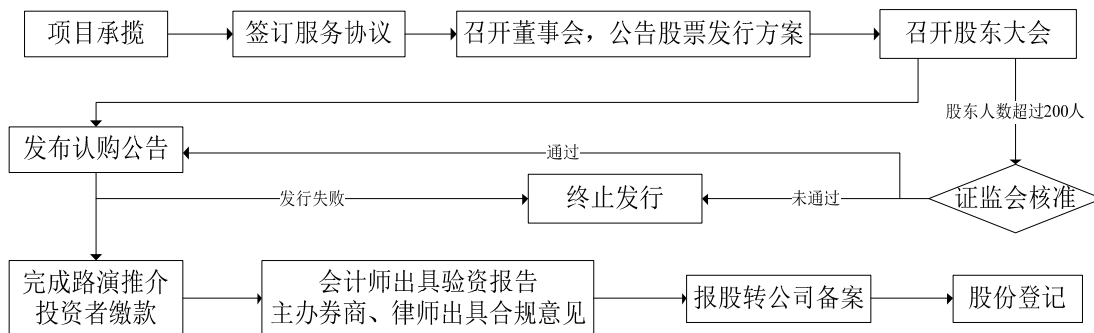 项目承揽
签订服务协议
召开董事会，公告股票发行方案
召开股东大会
股东人数超过200人
发布认购公告
通过
发行失败
终止发行
未通过
证监会核准
完成路演推介
投资者缴款
会计师出具验资报告
主办券商、律师出具合规意见
报股转公司备案
股份登记